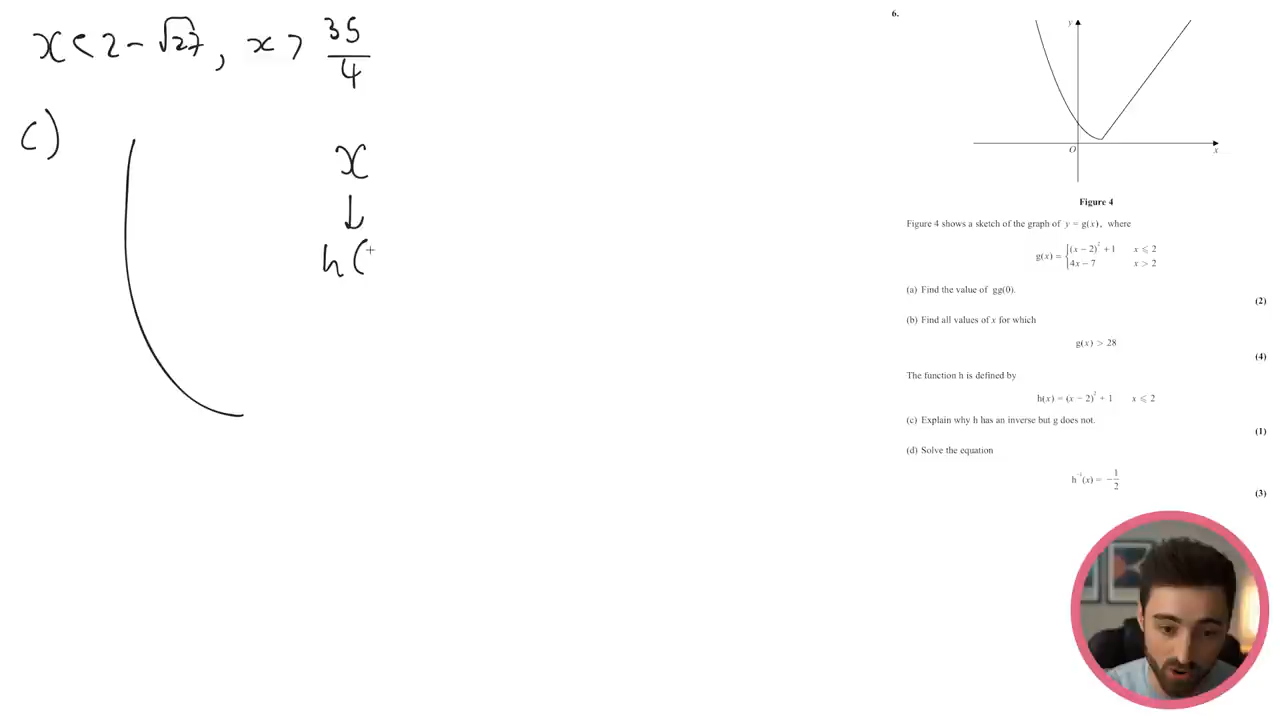 x < 2 - √27, x > 35/4
c)
x
↓
h(
6.
y
O
x
Figure 4
Figure 4 shows a sketch of the graph of y = g(x), where
g(x) = { (x − 2)² + 1 x ⩽ 2
4x − 7 x > 2
(a) Find the value of gg(0).
(2)
(b) Find all values of x for which
g(x) > 28
(4)
The function h is defined by
h(x) = (x − 2)² + 1 x ⩽ 2
(c) Explain why h has an inverse but g does not.
(1)
(d) Solve the equation
h⁻¹(x) = −1/2
(3)